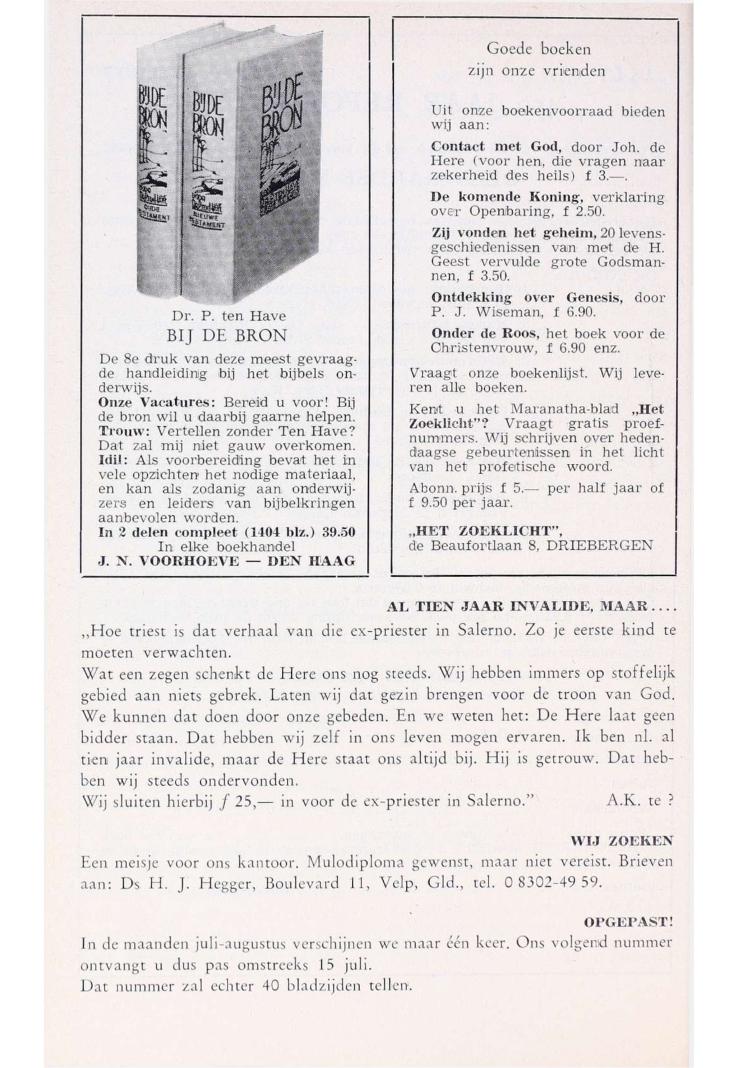 BIJ DE
BRON
OUDE
TESTAMENT
BIJ DE
BRON
NIEUWE
TESTAMENT
BIJ DE
BRON
Dr. P. ten Have
BIJ DE BRON
De 8e druk van deze meest gevraag-
de handleiding bij het bijbels on-
derwijs.
Onze Vacatures: Bereid u voor! Bij
de bron wil u daarbij gaarne helpen.
Trouw: Vertellen zonder Ten Have?
Dat zal mij niet gauw overkomen.
Idil: Als voorbereiding bevat het in
vele opzichten het nodige materiaal,
en kan als zodanig aan onderwij-
zers en leiders van bijbelkringen
aanbevolen worden.
In 2 delen compleet (1404 blz.) 39.50
In elke boekhandel
J. N. VOORHOEVE — DEN HAAG
Goede boeken
zijn onze vrienden
Uit onze boekenvoorraad bieden
wij aan:
Contact met God, door Joh. de
Here (voor hen, die vragen naar
zekerheid des heils) f 3.—.
De komende Koning, verklaring
over Openbaring, f 2.50.
Zij vonden het geheim, 20 levens-
geschiedenissen van met de H.
Geest vervulde grote Godsman-
nen, f 3.50.
Ontdekking over Genesis, door
P. J. Wiseman, f 6.90.
Onder de Roos, het boek voor de
Christenvrouw, f 6.90 enz.
Vraagt onze boekenlijst. Wij leve-
ren alle boeken.
Kent u het Maranatha-blad „Het
Zoeklicht"? Vraagt gratis proef-
nummers. Wij schrijven over heden-
daagse gebeurtenissen in het licht
van het profetische woord.
Abonn. prijs f 5.— per half jaar of
f 9.50 per jaar.
„HET ZOEKLICHT",
de Beaufortlaan 8, DRIEBERGEN
AL TIEN JAAR INVALIDE, MAAR....
„Hoe triest is dat verhaal van die ex-priester in Salerno. Zo je eerste kind te
moeten verwachten.
Wat een zegen schenkt de Here ons nog steeds. Wij hebben immers op stoffelijk
gebied aan niets gebrek. Laten wij dat gezin brengen voor de troon van God.
We kunnen dat doen door onze gebeden. En we weten het: De Here laat geen
bidder staan. Dat hebben wij zelf in ons leven mogen ervaren. Ik ben nl. al
tien jaar invalide, maar de Here staat ons altijd bij. Hij is getrouw. Dat heb-
ben wij steeds ondervonden.
Wij sluiten hierbij f 25,— in voor de ex-priester in Salerno." A.K. te ?
WIJ ZOEKEN
Een meisje voor ons kantoor. Mulodiploma gewenst, maar niet vereist. Brieven
aan: Ds H. J. Hegger, Boulevard 11, Velp, Gld., tel. 0 8302-49 59.
OPGEPAST!
In de maanden juli-augustus verschijnen we maar één keer. Ons volgend nummer
ontvangt u dus pas omstreeks 15 juli.
Dat nummer zal echter 40 bladzijden tellen.